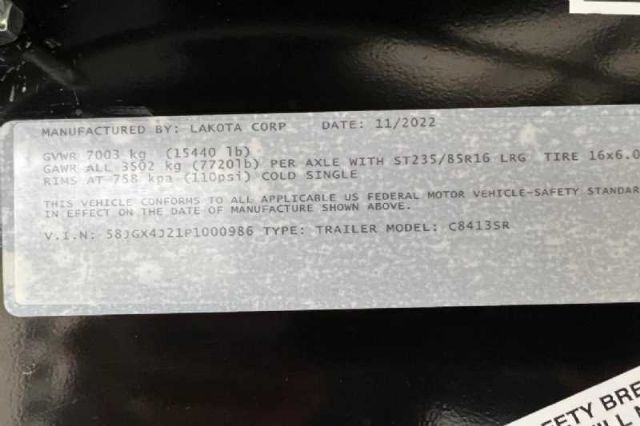 MANUFACTURED BY: LAKOTA CORP DATE: 11/2022
GVWR 7003 kg (15440 lb)
GAWR ALL 3502 kg (7720lb) PER AXLE WITH ST235/85R16 LRG TIRE 16x6.0
RIMS AT 758 kpa (110psi) COLD SINGLE
THIS VEHICLE CONFORMS TO ALL APPLICABLE US FEDERAL MOTOR VEHICLE-SAFETY STANDAR
IN EFFECT ON THE DATE OF MANUFACTURE SHOWN ABOVE.
V.I.N: 58JGX4J21P1000986 TYPE: TRAILER MODEL: C8413SR
FETY BRE